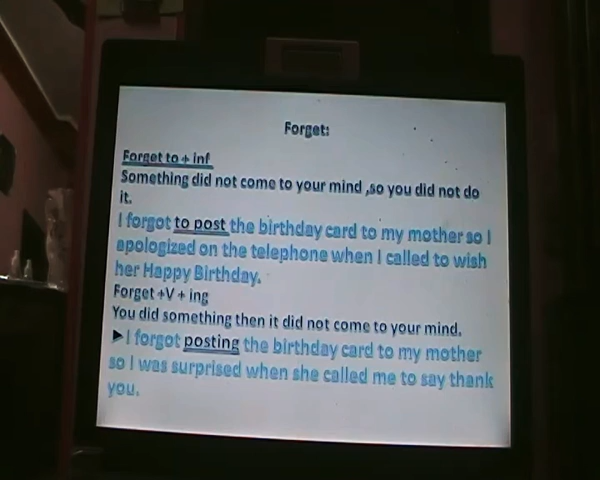 Forget:
Forget to + inf
Something did not come to your mind ,so you did not do
it.
I forgot to post the birthday card to my mother so I
apologized on the telephone when I called to wish
her Happy Birthday.
Forget +V + ing
You did something then it did not come to your mind.
►I forgot posting the birthday card to my mother
so I was surprised when she called me to say thank
you.